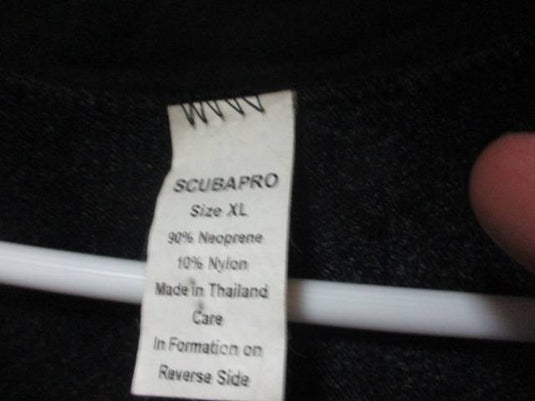 SCUBAPRO
Size XL
90% Neoprene
10% Nylon
Made in Thailand
Care
In Formation on
Reverse Side